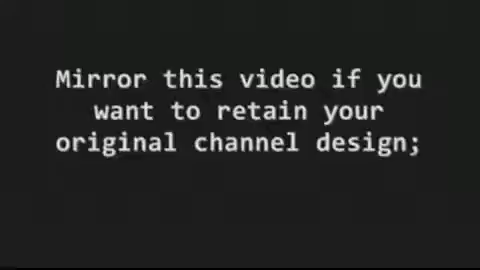 Mirror this video if you
want to retain your
original channel design;